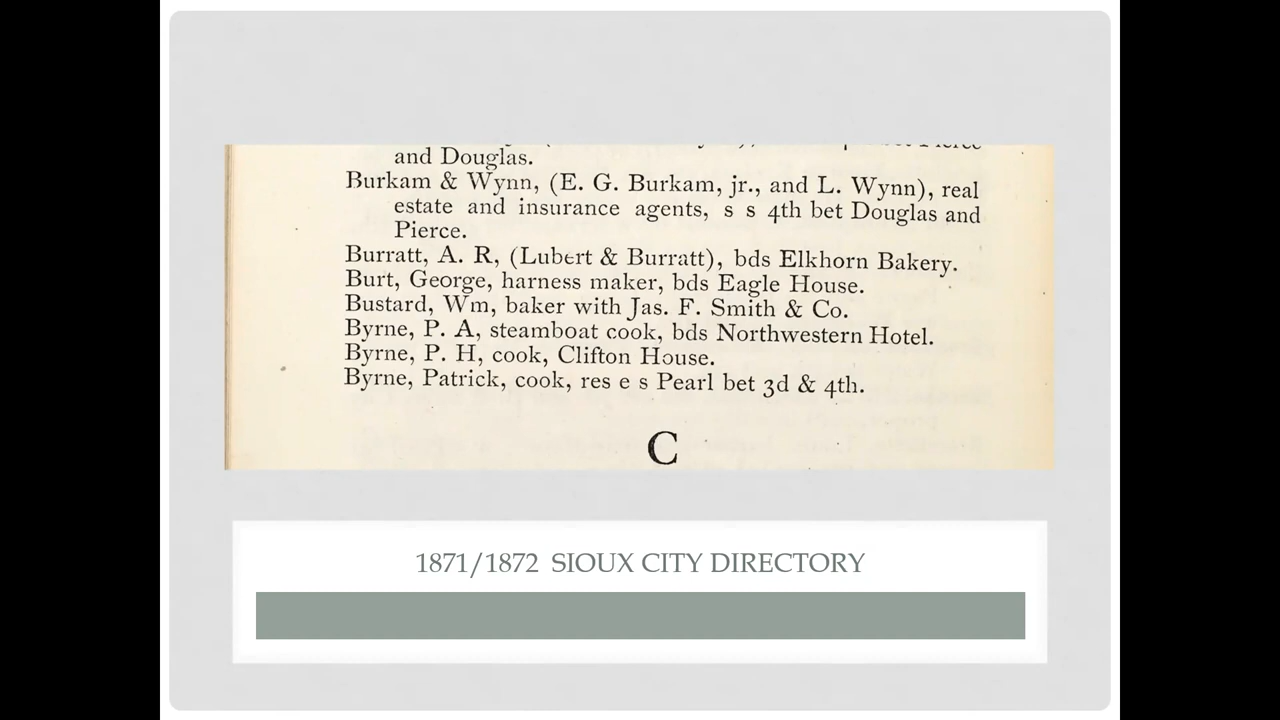 Pierce
and Douglas.
Burkam & Wynn, (E. G. Burkam, jr., and L. Wynn), real
estate and insurance agents, s s 4th bet Douglas and
Pierce.
Burratt, A. R, (Lubert & Burratt), bds Elkhorn Bakery.
Burt, George, harness maker, bds Eagle House.
Bustard, Wm, baker with Jas. F. Smith & Co.
Byrne, P. A, steamboat cook, bds Northwestern Hotel.
Byrne, P. H, cook, Clifton House.
Byrne, Patrick, cook, res e s Pearl bet 3d & 4th.
C
1871/1872 SIOUX CITY DIRECTORY